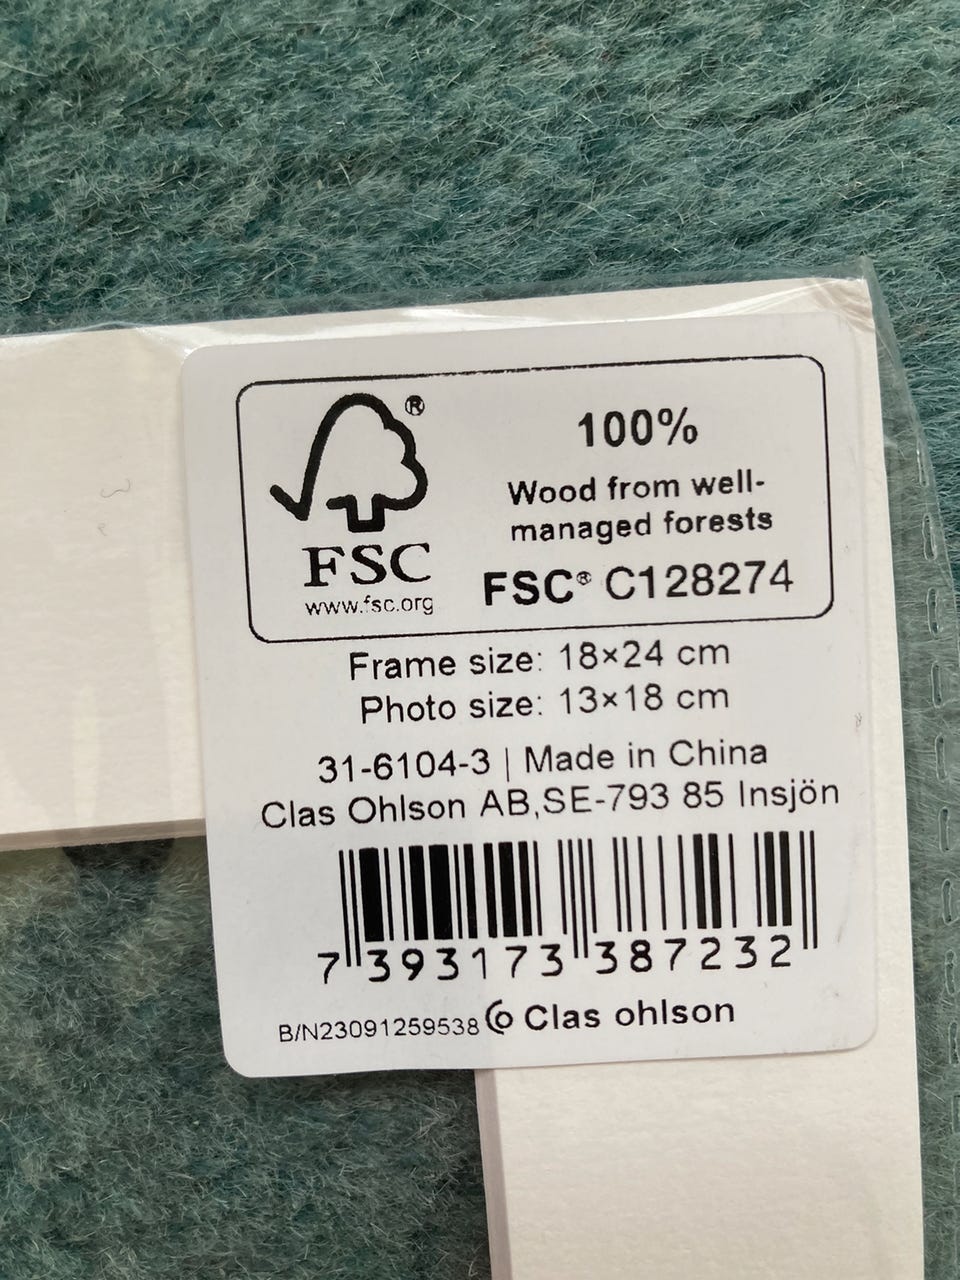 ®
100%
Wood from well-
managed forests
FSC
www.fsc.org
FSC® C128274
Frame size: 18×24 cm
Photo size: 13×18 cm
31-6104-3 | Made in China
Clas Ohlson AB,SE-793 85 Insjön
7 393173 387232
B/N23091259538 Clas ohlson